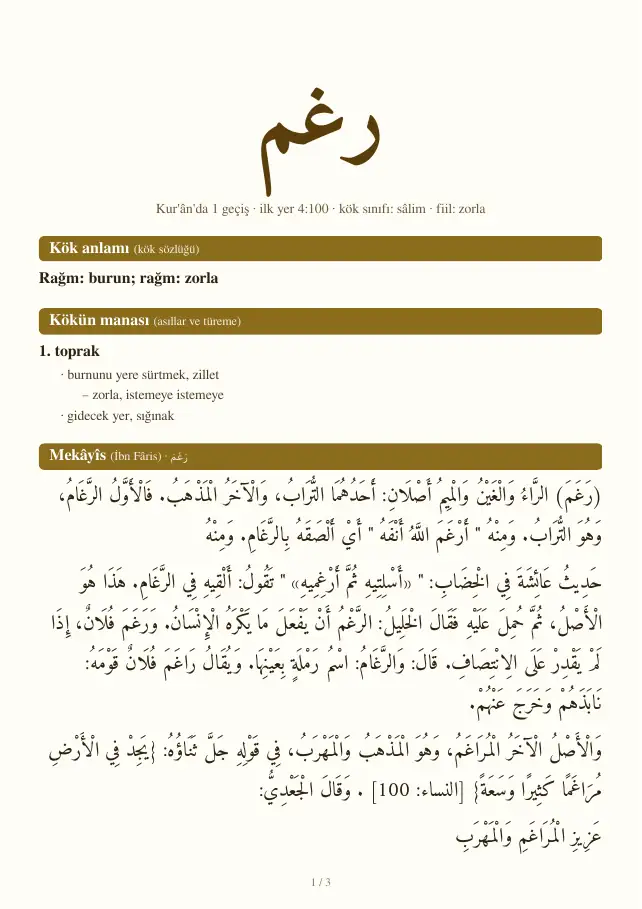 رغم
Kur'ân'da 1 geçiş · ilk yer 4:100 · kök sınıfı: sâlim · fiil: zorla
Kök anlamı (kök sözlüğü)
Rağm: burun; rağm: zorla
Kökün manası (asıllar ve türeme)
1. toprak
· burnunu yere sürtmek, zillet
– zorla, istemeye istemeye
· gidecek yer, sığınak
Mekâyîs (İbn Fâris) · رَغَمَ
(رَغَمَ) الرَّاءُ وَالْغَيْنُ وَالْمِيمُ أَصْلَانِ: أَحَدُهُمَا التُّرَابُ، وَالْآخَرُ الْمَذْهَبُ. فَالْأَوَّلُ الرَّغَامُ،
وَهُوَ التُّرَابُ. وَمِنْهُ " أَرْغَمَ اللَّهُ أَنْفَهُ " أَيْ أَلْصَقَهُ بِالرَّغَامِ. وَمِنْهُ
حَدِيثُ عَائِشَةَ فِي الْخِضَابِ: " «أَسْلِتِيهِ ثُمَّ أَرْغِمِيهِ» " تَقُولُ: أَلْقِيهِ فِي الرَّغَامِ. هَذَا هُوَ
الْأَصْلُ، ثُمَّ حُمِلَ عَلَيْهِ فَقَالَ الْخَلِيلُ: الرَّغْمُ أَنْ يَفْعَلَ مَا يَكْرَهُ الْإِنْسَانُ. وَرَغَمَ فُلَانٌ، إِذَا
لَمْ يَقْدِرْ عَلَى الِانْتِصَافِ. قَالَ: وَالرَّغَامُ: اسْمُ رَمْلَةٍ بِعَيْنِهَا. وَيُقَالُ رَاغَمَ فُلَانٌ قَوْمَهُ:
نَابَذَهُمْ وَخَرَجَ عَنْهُمْ.
وَالْأَصْلُ الْآخَرُ الْمُرَاغَمُ، وَهُوَ الْمَذْهَبُ وَالْمَهْرَبُ، فِي قَوْلِهِ جَلَّ ثَنَاؤُهُ: {يَجِدْ فِي الْأَرْضِ
مُرَاغَمًا كَثِيرًا وَسَعَةً} [النساء: 100] . وَقَالَ الْجَعْدِيُّ:
عَزِيزِ الْمُرَاغَمِ وَالْمَهْرَبِ
1 / 3